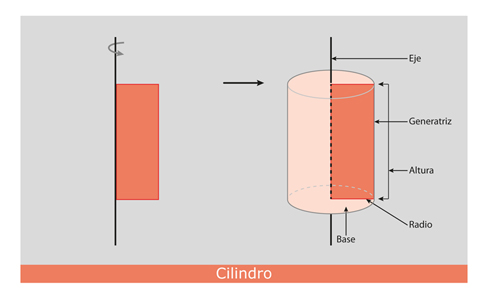 Eje
Generatriz
Altura
Radio
Base
Cilindro